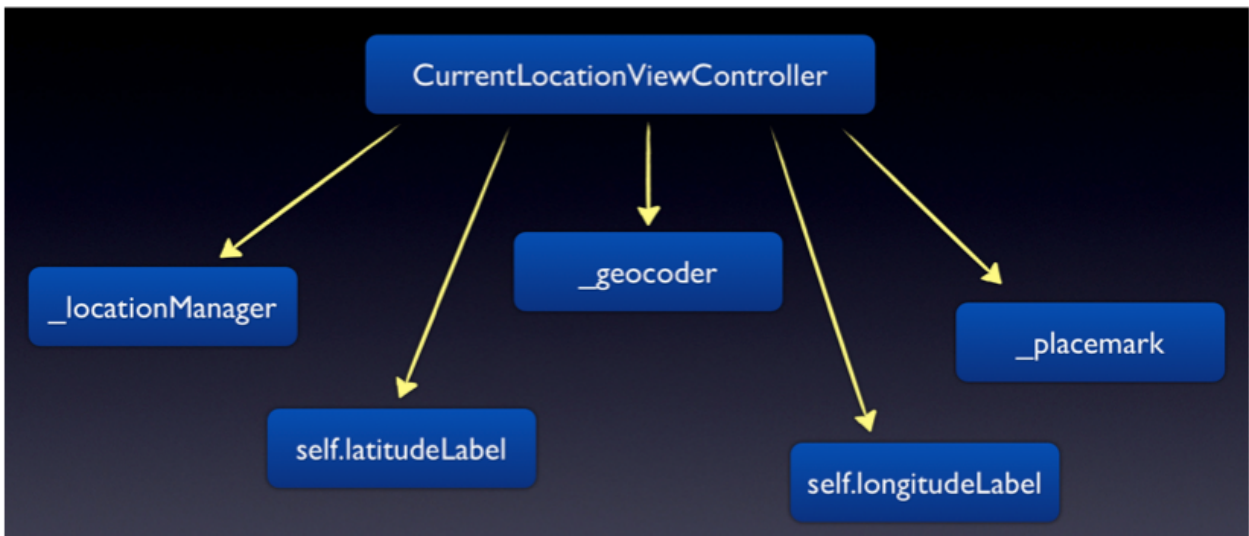 CurrentLocationViewController
_geocoder
_locationManager
_placemark
self.latitudeLabel
self.longitudeLabel